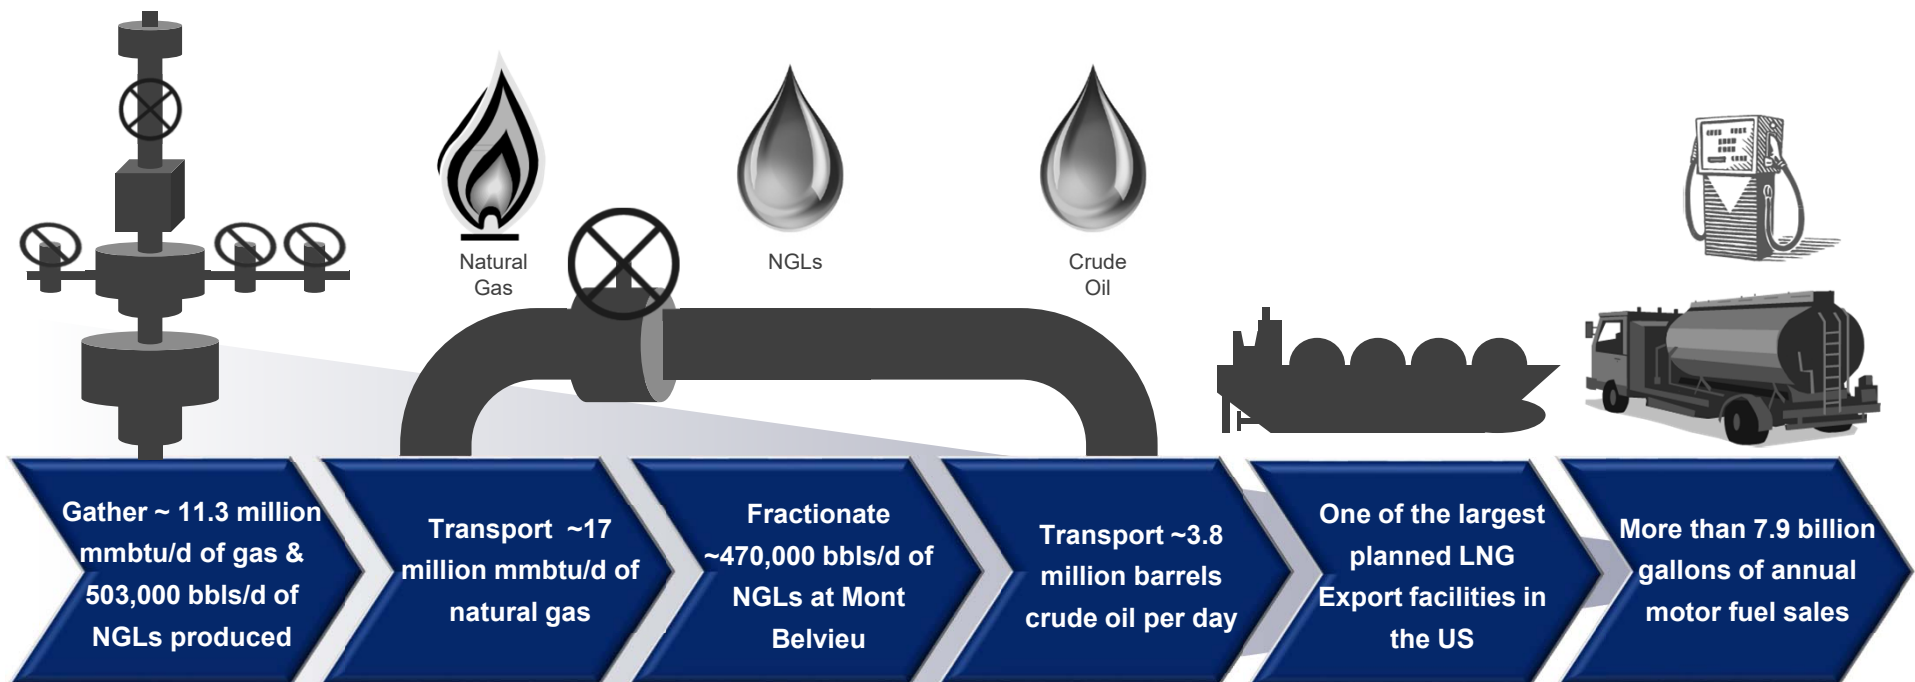 Natural
Gas
NGLs
Crude
Oil
Gather ~ 11.3 million
mmbtu/d of gas &
503,000 bbls/d of
NGLs produced
Transport ~17
million mmbtu/d of
natural gas
Fractionate
~470,000 bbls/d of
NGLs at Mont
Belvieu
Transport ~3.8
million barrels
crude oil per day
One of the largest
planned LNG
Export facilities in
the US
More than 7.9 billion
gallons of annual
motor fuel sales